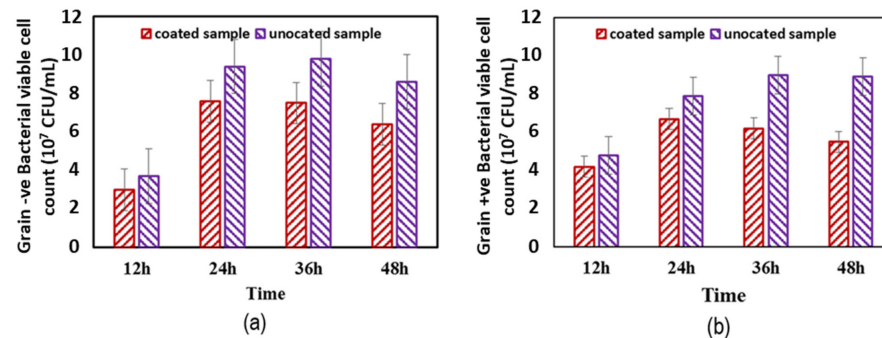 Grain -ve Bacterial viable cell
count (10⁷ CFU/mL)
12
10
8
6
4
2
0
coated sample
unocated sample
12h
24h
36h
48h
Time
(a)
Grain +ve Bacterial viable cell
count (10⁷ CFU/mL)
12
10
8
6
4
2
0
coated sample
unocated sample
12h
24h
36h
48h
Time
(b)